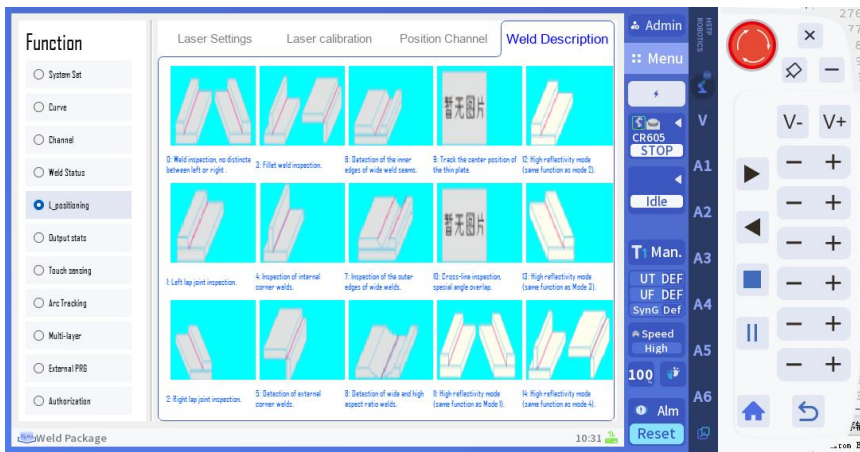 Function
System Set
Curve
Channel
Weld Status
L_positioning
Output stats
Touch sensing
Arc Tracking
Multi-layer
External PRG
Authorization
Laser Settings
Laser calibration
Position Channel
Weld Description
暂无图片
0: Weld inspection, no distincte
between left or right .
3: Fillet weld inspection.
6: Detection of the inner
edges of wide weld seams.
9: Track the center position of
the thin plate.
12: High reflectivity mode
(same function as mode 2).
暂无图片
1: Left lap joint inspection.
4: Inspection of internal
corner welds.
7: Inspection of the outer
edges of wide welds.
10: Cross-line inspection,
special angle overlap.
13: High reflectivity mode
(same function as Mode 3).
2: Right lap joint inspection.
5: Detection of external
corner welds.
8: Detection of wide and high
aspect ratio welds.
11: High reflectivity mode
(same function as Mode 1).
14: High reflectivity mode
(same function as mode 4).
Weld Package
10:31
Admin
Menu
CR605
STOP
Idle
T1 Man.
UT DEF
UF DEF
SynG Def
Speed
High
100
%
Alm
Reset
HSTP
ROBOTICS
V
A1
A2
A3
A4
A5
A6
V- V+
- +
- +
- +
- +
- +
- +
276